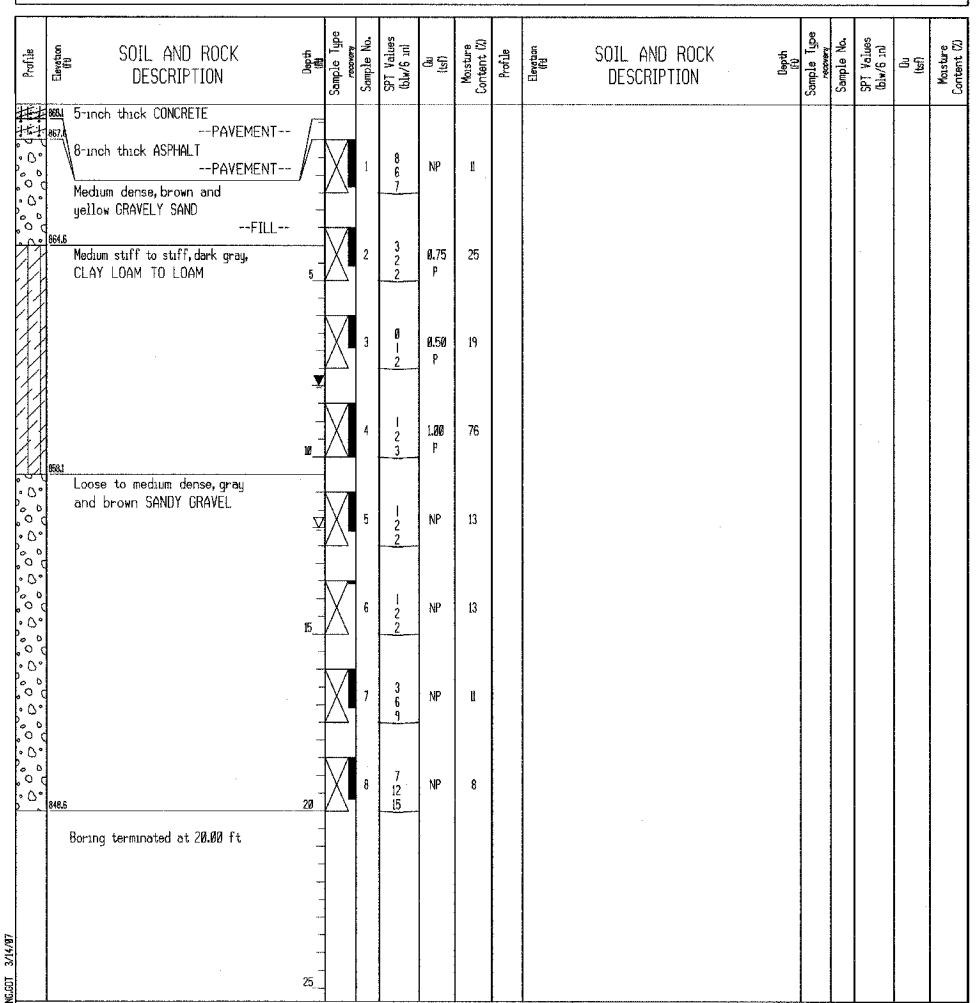 Profile
Elevation (ft)
SOIL AND ROCK
DESCRIPTION
Depth (ft)
Sample Type
recovery
Sample No.
SPT Values
(blw/6 in)
Qu
(tsf)
Moisture
Content (%)
Profile
Elevation (ft)
SOIL AND ROCK
DESCRIPTION
Depth (ft)
Sample Type
recovery
Sample No.
SPT Values
(blw/6 in)
Qu
(tsf)
Moisture
Content (%)
868.1 5-inch thick CONCRETE
--PAVEMENT--
8-inch thick ASPHALT
--PAVEMENT--
1 8 6 7 NP 11
Medium dense, brown and
yellow GRAVELY SAND
--FILL--
864.6
Medium stiff to stiff, dark gray,
CLAY LOAM TO LOAM
5
2 3 2 2 0.75 P 25
3 0 1 2 0.50 P 19
4 1 2 3 1.00 P 76
10
858.1
Loose to medium dense, gray
and brown SANDY GRAVEL
5 1 2 2 NP 13
6 1 2 2 NP 13
15
7 3 6 9 NP 11
8 7 12 15 NP 8
848.6 20
Boring terminated at 20.00 ft
25
NG.GDT 3/14/07